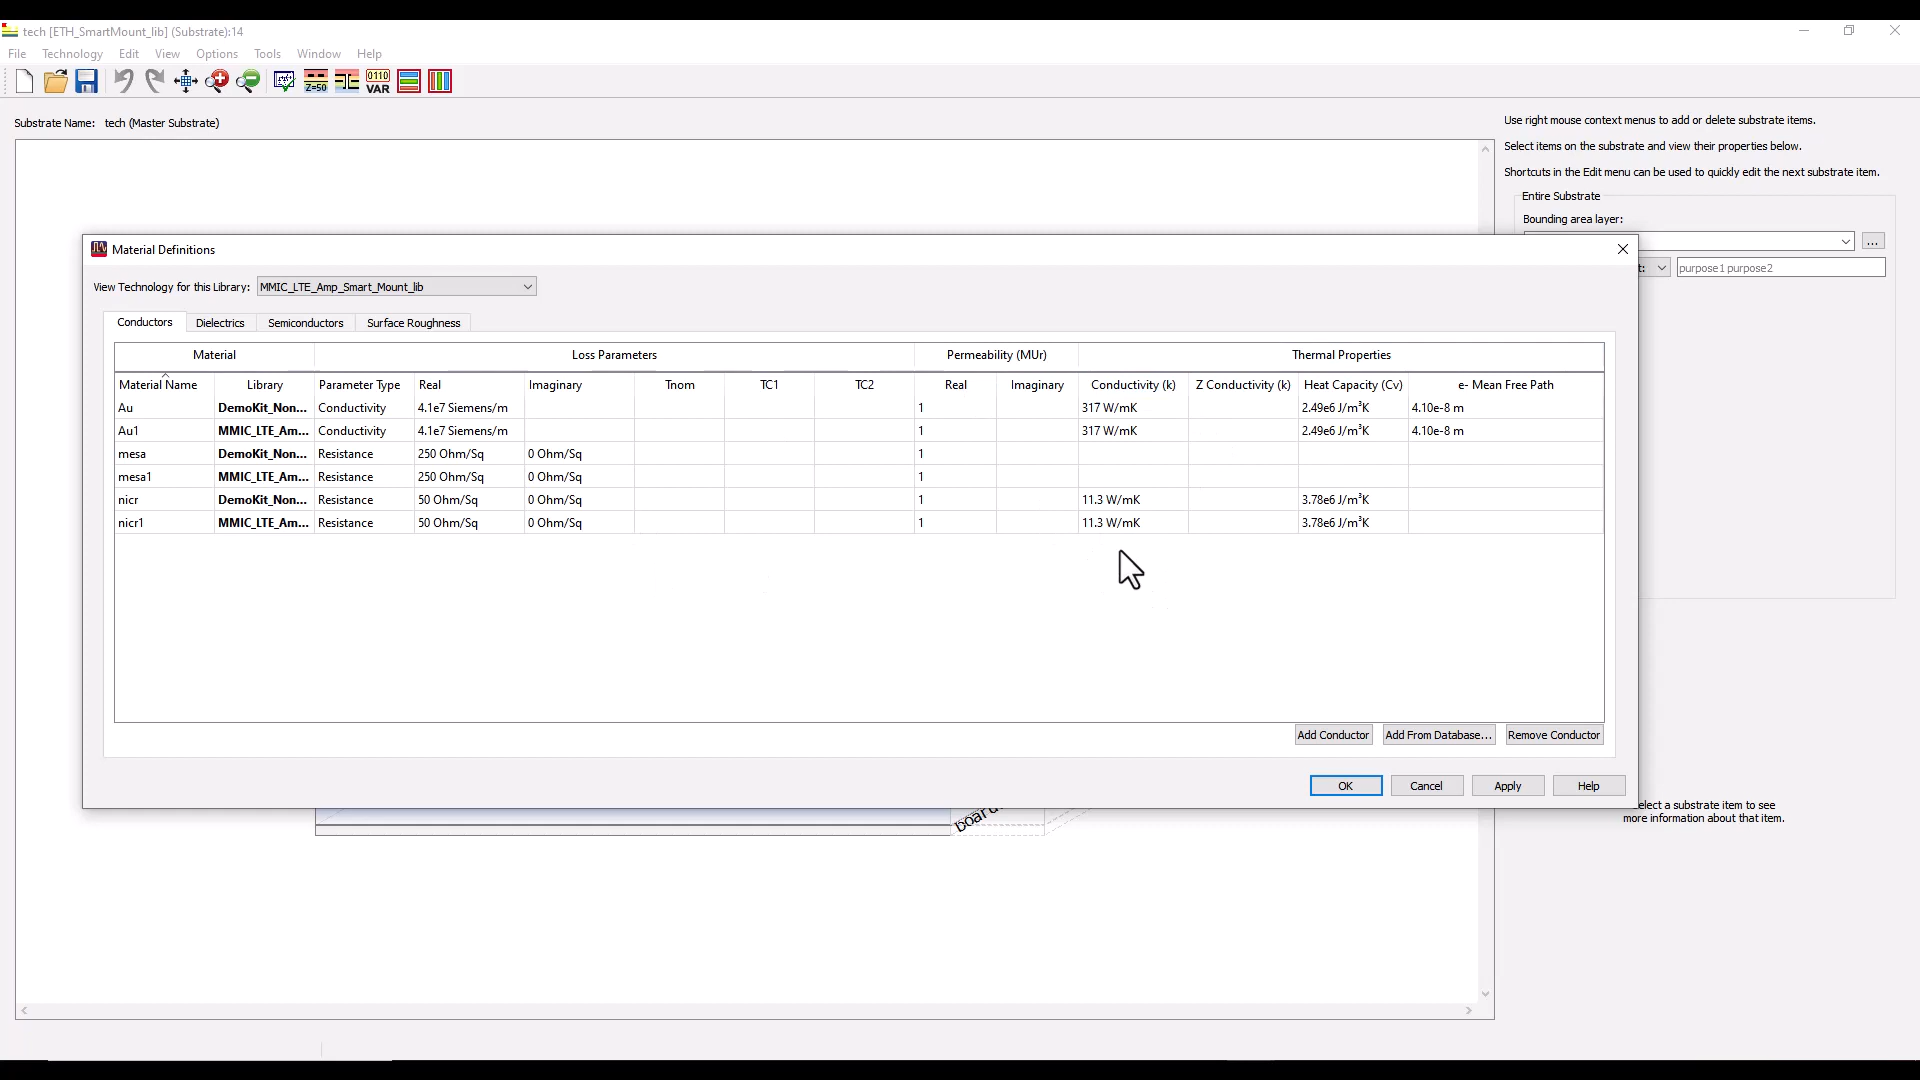 tech [ETH_SmartMount_lib] (Substrate):14
File Technology Edit View Options Tools Window Help
Z=50 0110 VAR
Substrate Name: tech (Master Substrate)
Use right mouse context menus to add or delete substrate items.
Select items on the substrate and view their properties below.
Shortcuts in the Edit menu can be used to quickly edit the next substrate item.
Entire Substrate
Bounding area layer:
...
t: purpose1 purpose2
Material Definitions
View Technology for this Library: MMIC_LTE_Amp_Smart_Mount_lib
Conductors Dielectrics Semiconductors Surface Roughness
Material Loss Parameters Permeability (MUr) Thermal Properties
Material Name Library Parameter Type Real Imaginary Tnom TC1 TC2 Real Imaginary Conductivity (k) Z Conductivity (k) Heat Capacity (Cv) e- Mean Free Path
Au DemoKit_Non... Conductivity 4.1e7 Siemens/m 1 317 W/mK 2.49e6 J/m³K 4.10e-8 m
Au1 MMIC_LTE_Am... Conductivity 4.1e7 Siemens/m 1 317 W/mK 2.49e6 J/m³K 4.10e-8 m
mesa DemoKit_Non... Resistance 250 Ohm/Sq 0 Ohm/Sq 1
mesa1 MMIC_LTE_Am... Resistance 250 Ohm/Sq 0 Ohm/Sq 1
nicr DemoKit_Non... Resistance 50 Ohm/Sq 0 Ohm/Sq 1 11.3 W/mK 3.78e6 J/m³K
nicr1 MMIC_LTE_Am... Resistance 50 Ohm/Sq 0 Ohm/Sq 1 11.3 W/mK 3.78e6 J/m³K
Add Conductor Add From Database... Remove Conductor
OK Cancel Apply Help
elect a substrate item to see
more information about that item.